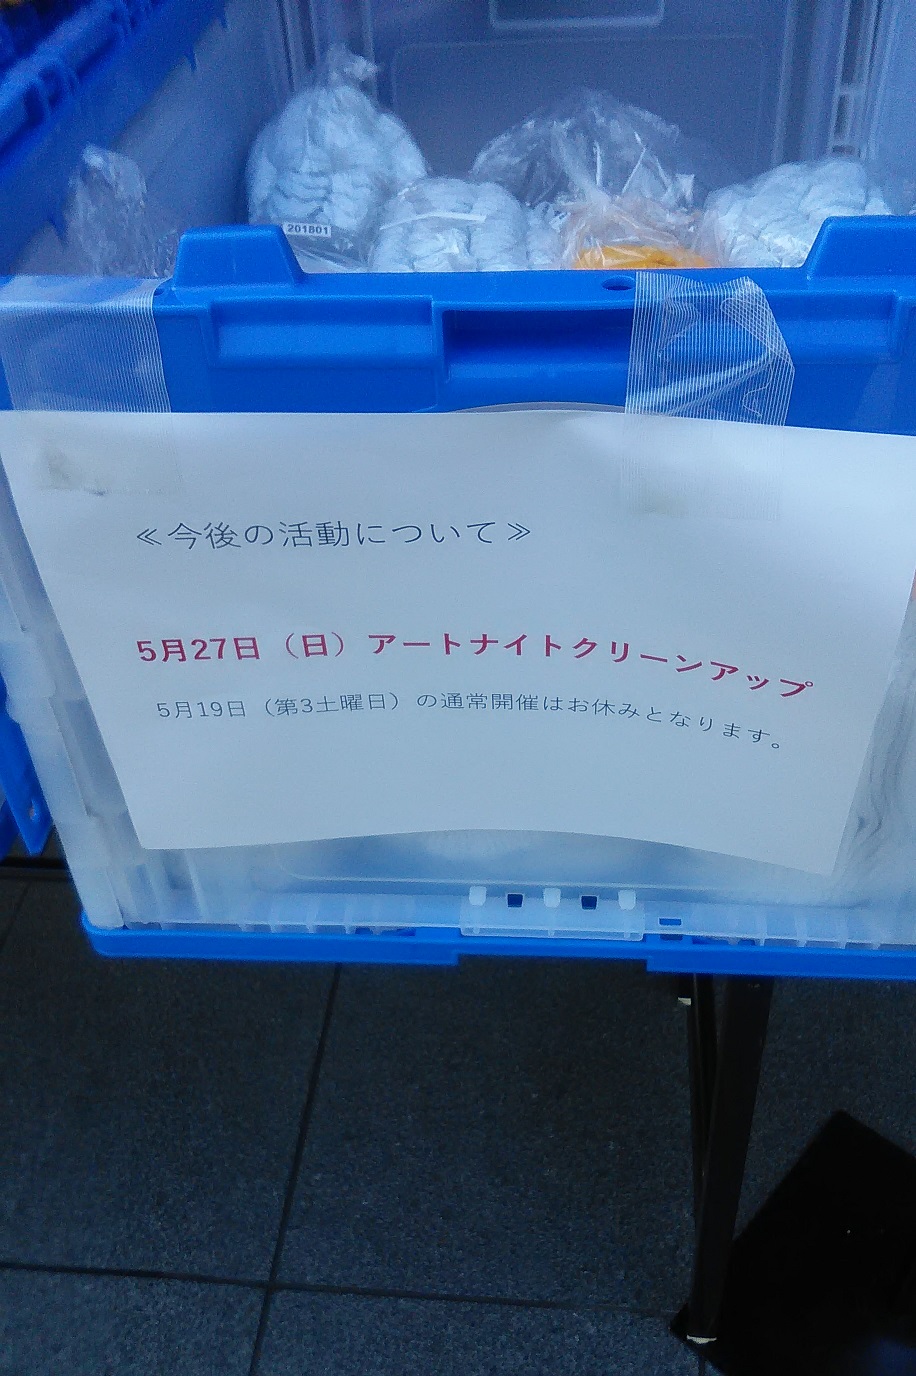 201801
≪今後の活動について≫
5月27日（日）アートナイトクリーンアップ
5月19日（第3土曜日）の通常開催はお休みとなります。